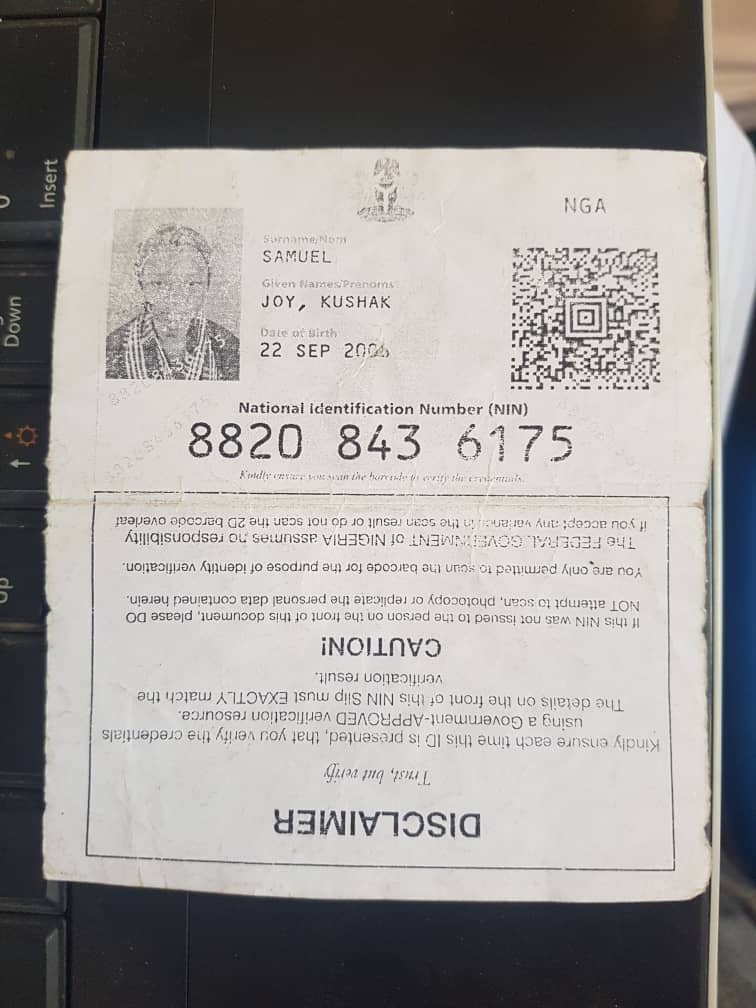 NGA
Surname/Nom
SAMUEL
Given Names/Prenoms
JOY, KUSHAK
Date of Birth
22 SEP
National Identification Number (NIN)
8820 843 6175
Kindly ensure you scan the barcode to verify the credentials.
DISCLAIMER
Trust, but verify
Kindly ensure each time this ID is presented, that you verify the credentials
using a Government-APPROVED verification resource.
The details on the front of this NIN Slip must EXACTLY match the
verification result.
CAUTION!
If this NIN was not issued to the person on the front of this document, please DO
NOT attempt to scan, photocopy or replicate the personal data contained herein.
You are only permitted to scan the barcode for the purpose of identity verification.
The FEDERAL GOVERNMENT of NIGERIA assumes no responsibility
if you accept any variance in the scan result or do not scan the 2D barcode overleaf
Insert
Down